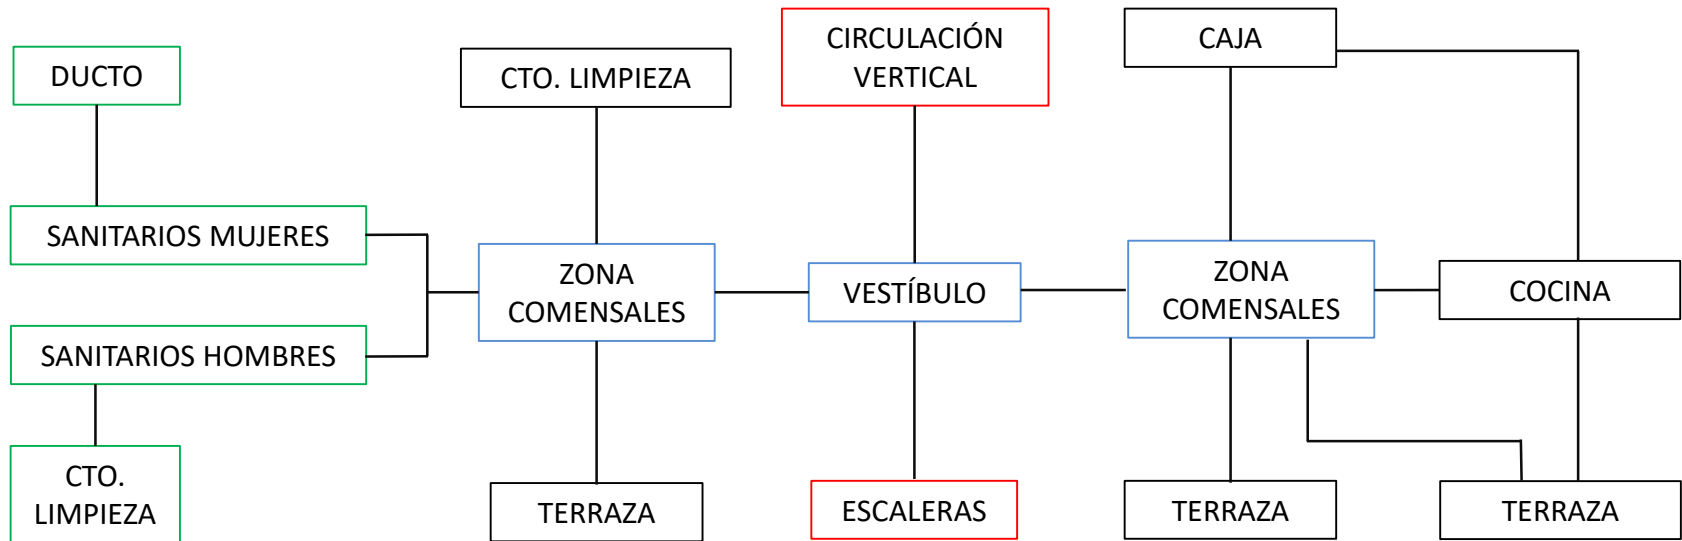 DUCTO
CTO. LIMPIEZA
CIRCULACIÓN
VERTICAL
CAJA
SANITARIOS MUJERES
ZONA
COMENSALES
VESTÍBULO
ZONA
COMENSALES
COCINA
SANITARIOS HOMBRES
CTO.
LIMPIEZA
TERRAZA
ESCALERAS
TERRAZA
TERRAZA